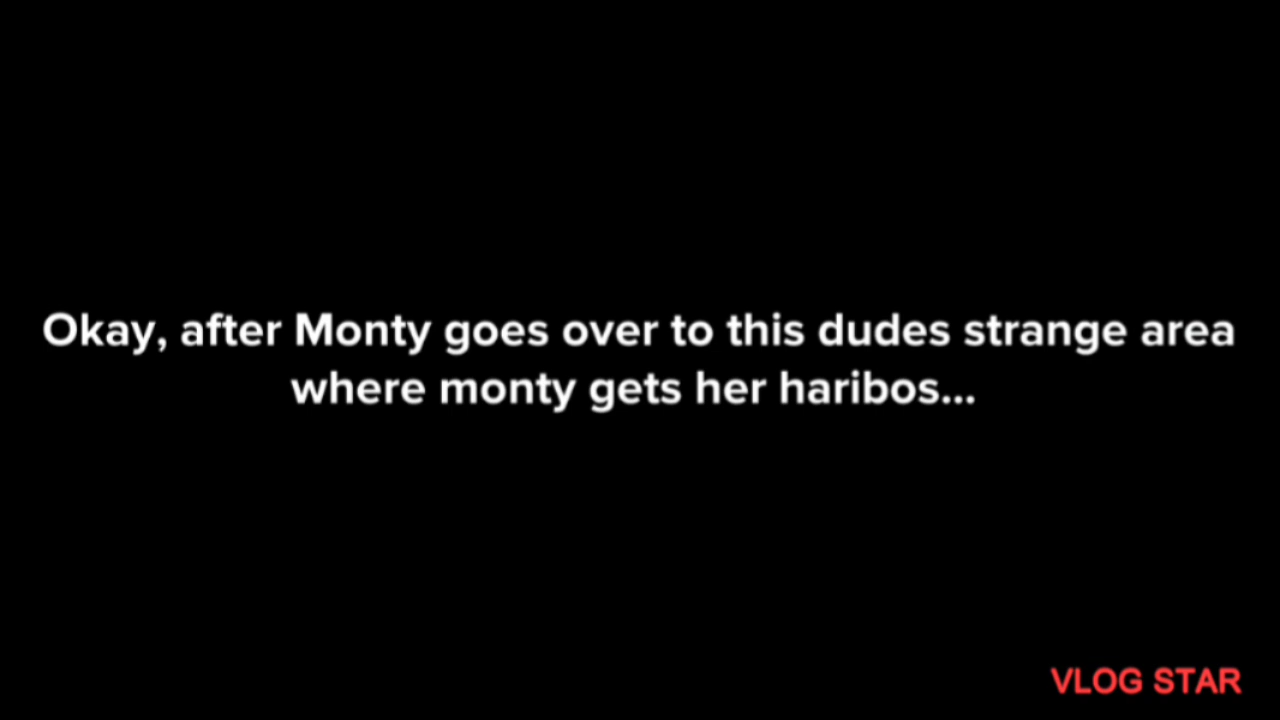 Okay, after Monty goes over to this dudes strange area
where monty gets her haribos...
VLOG STAR